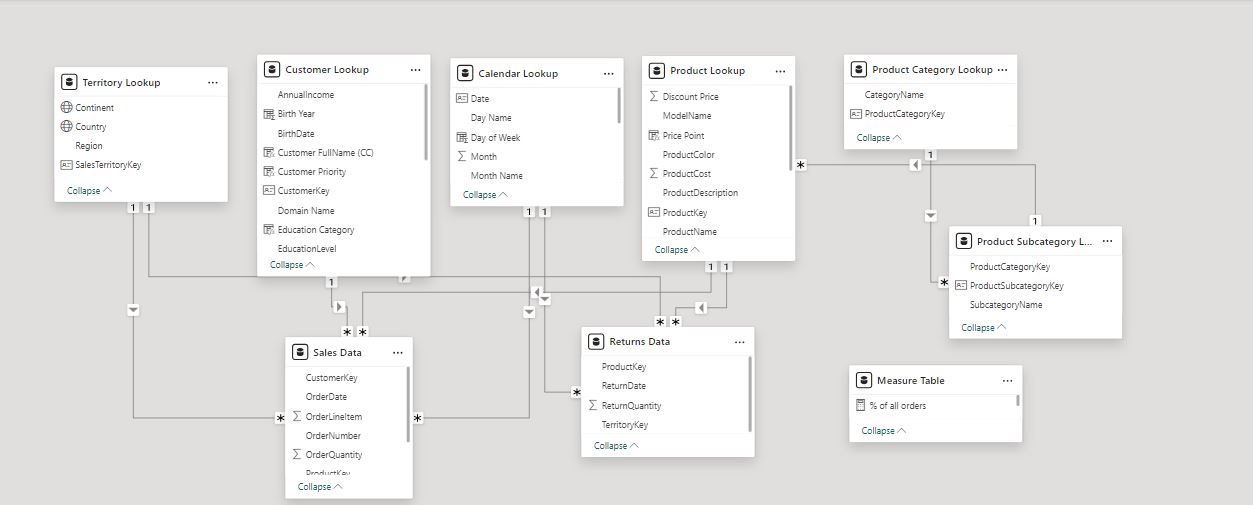 Territory Lookup ...
Continent
Country
Region
SalesTerritoryKey
Collapse
1 1
Customer Lookup ...
AnnualIncome
Birth Year
BirthDate
Customer FullName (CC)
Customer Priority
CustomerKey
Domain Name
Education Category
EducationLevel
Collapse
1
Calendar Lookup ...
Date
Day Name
Day of Week
Month
Month Name
Collapse
1 1
Product Lookup ...
Discount Price
ModelName
Price Point
ProductColor
ProductCost
ProductDescription
ProductKey
ProductName
Collapse
1 1
*
Product Category Lookup ...
CategoryName
ProductCategoryKey
Collapse
1
1
Product Subcategory L... ...
ProductCategoryKey
ProductSubcategoryKey
SubcategoryName
Collapse
*
* *
Sales Data ...
CustomerKey
OrderDate
OrderLineItem
OrderNumber
OrderQuantity
ProductKey
Collapse
* *
* *
Returns Data ...
ProductKey
ReturnDate
ReturnQuantity
TerritoryKey
Collapse
*
Measure Table ...
% of all orders
Collapse